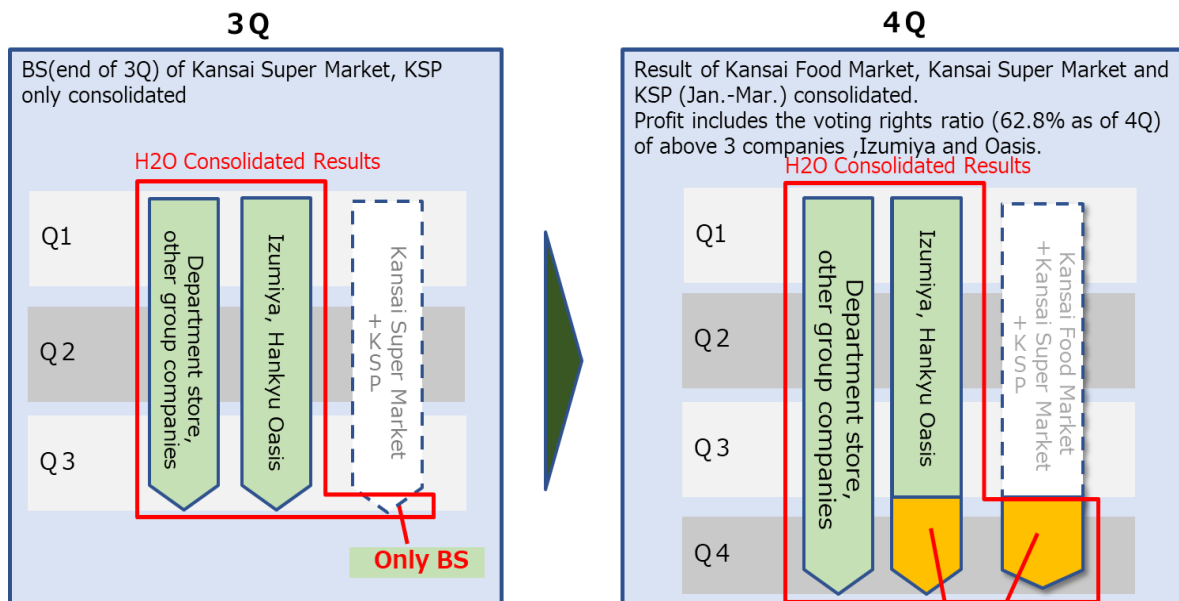 3Q
BS(end of 3Q) of Kansai Super Market, KSP
only consolidated
H2O Consolidated Results
Q1
Q2
Q3
Department store,
other group companies
Izumiya, Hankyu Oasis
Kansai Super Market
+KSP
Only BS
4Q
Result of Kansai Food Market, Kansai Super Market and
KSP (Jan.-Mar.) consolidated.
Profit includes the voting rights ratio (62.8% as of 4Q)
of above 3 companies ,Izumiya and Oasis.
H2O Consolidated Results
Q1
Q2
Q3
Q4
Department store,
other group companies
Izumiya, Hankyu Oasis
Kansai Food Market
+Kansai Super Market
+KSP